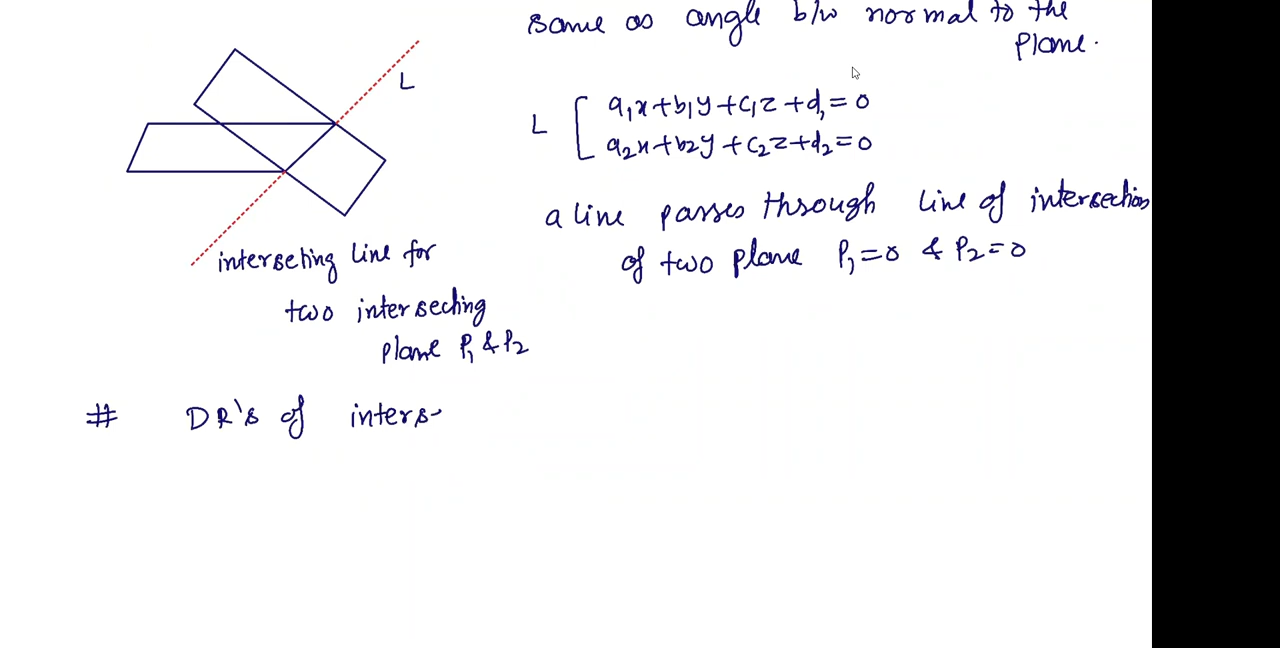 same as angle b/w normal to the
plane.
L
L
a₁x+b₁y+c₁z+d₁=0
a₂x+b₂y+c₂z+d₂=0
a line passes through line of intersection
of two plane P₁=0 & P₂=0
interseting line for
two intersecting
plane P₁ & P₂
# DR's of inters-